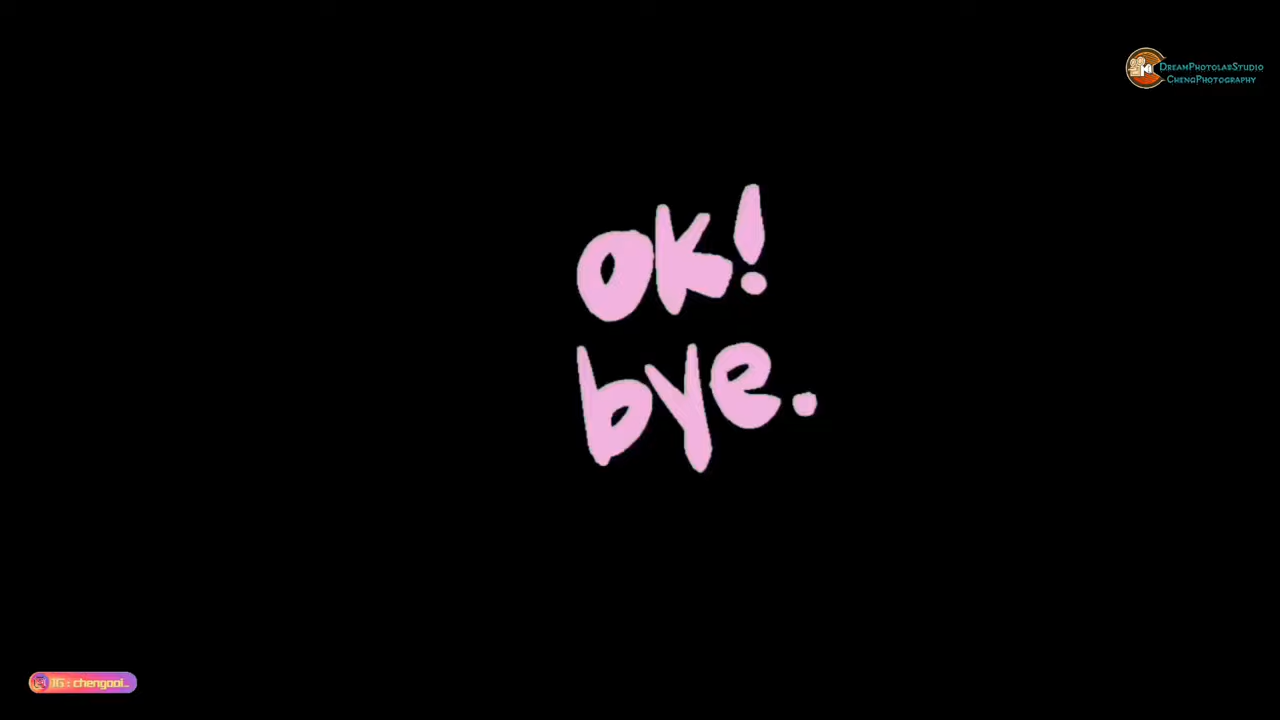 DreamPhotolabStudio
ChengPhotography
ok!
bye.
IG : chengooi_